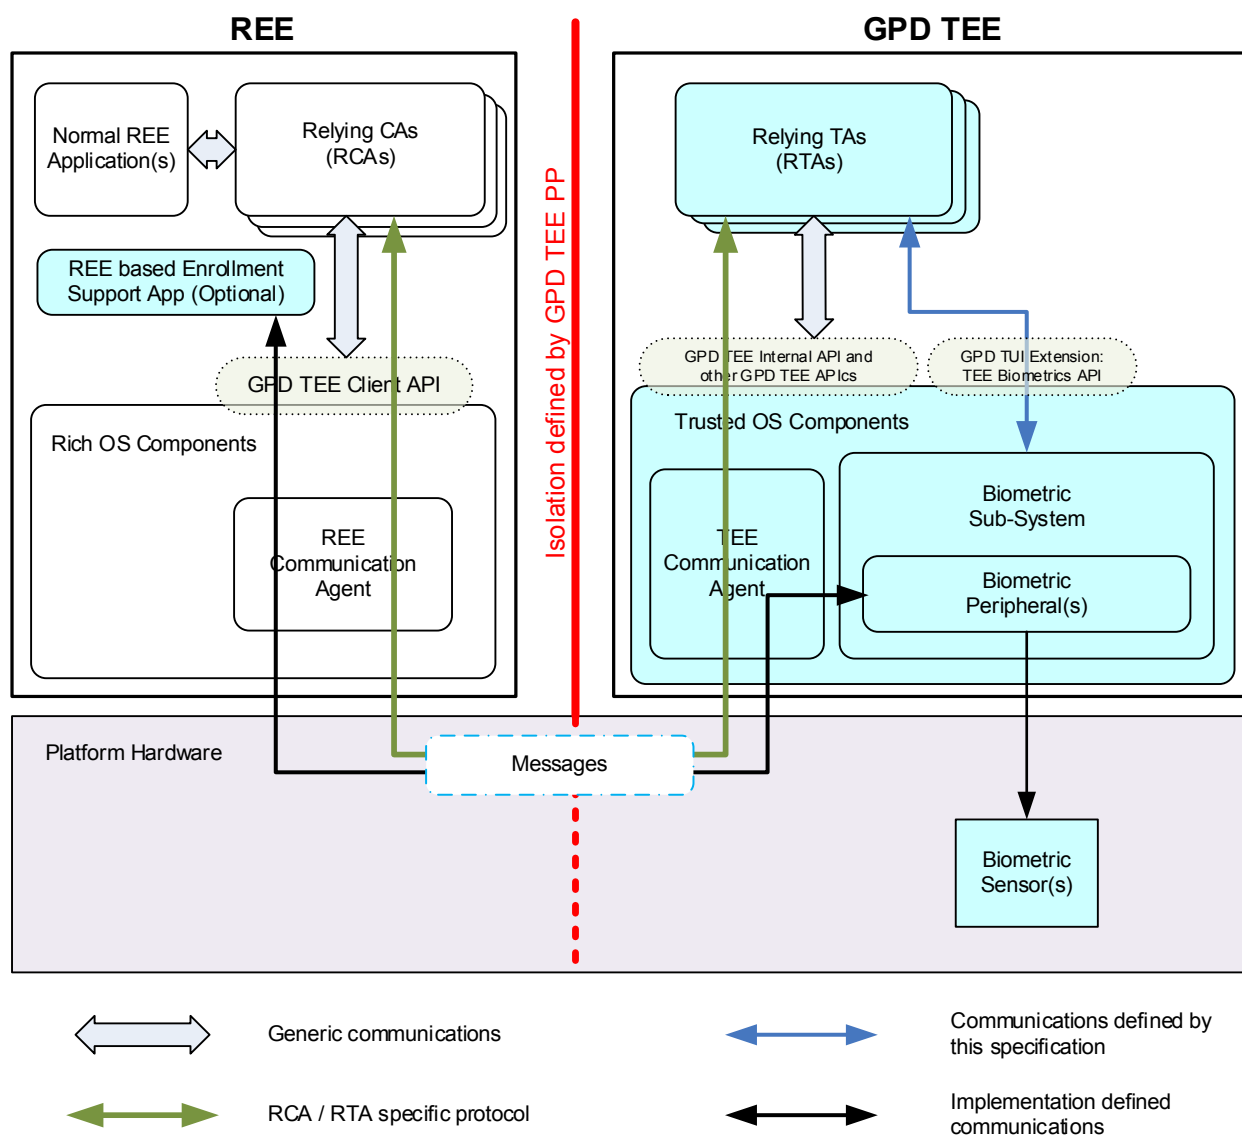 REE
GPD TEE
Normal REE
Application(s)
Relying CAs
(RCAs)
REE based Enrollment
Support App (Optional)
GPD TEE Client API
Rich OS Components
REE
Communication
Agent
Isolation defined by GPD TEE PP
Relying TAs
(RTAs)
GPD TEE Internal API and
other GPD TEE APIcs
GPD TUI Extension:
TEE Biometrics API
Trusted OS Components
TEE
Communication
Agent
Biometric
Sub-System
Biometric
Peripheral(s)
Platform Hardware
Messages
Biometric
Sensor(s)
Generic communications
Communications defined by
this specification
RCA / RTA specific protocol
Implementation defined
communications